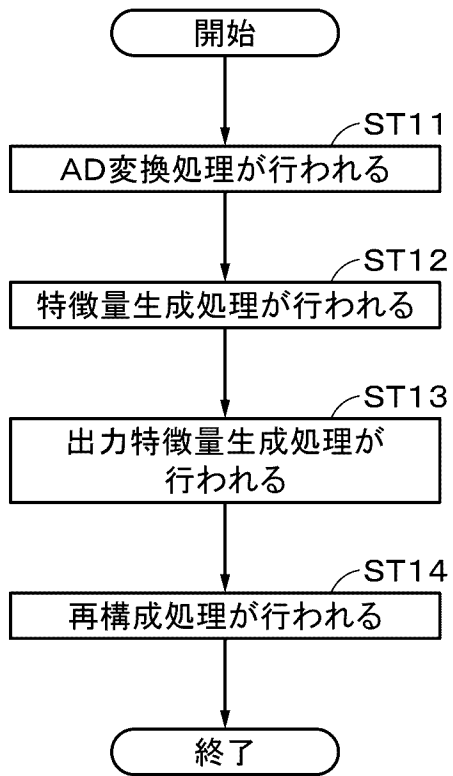 開始
ST11
AD変換処理が行われる
ST12
特徴量生成処理が行われる
ST13
出力特徴量生成処理が
行われる
ST14
再構成処理が行われる
終了